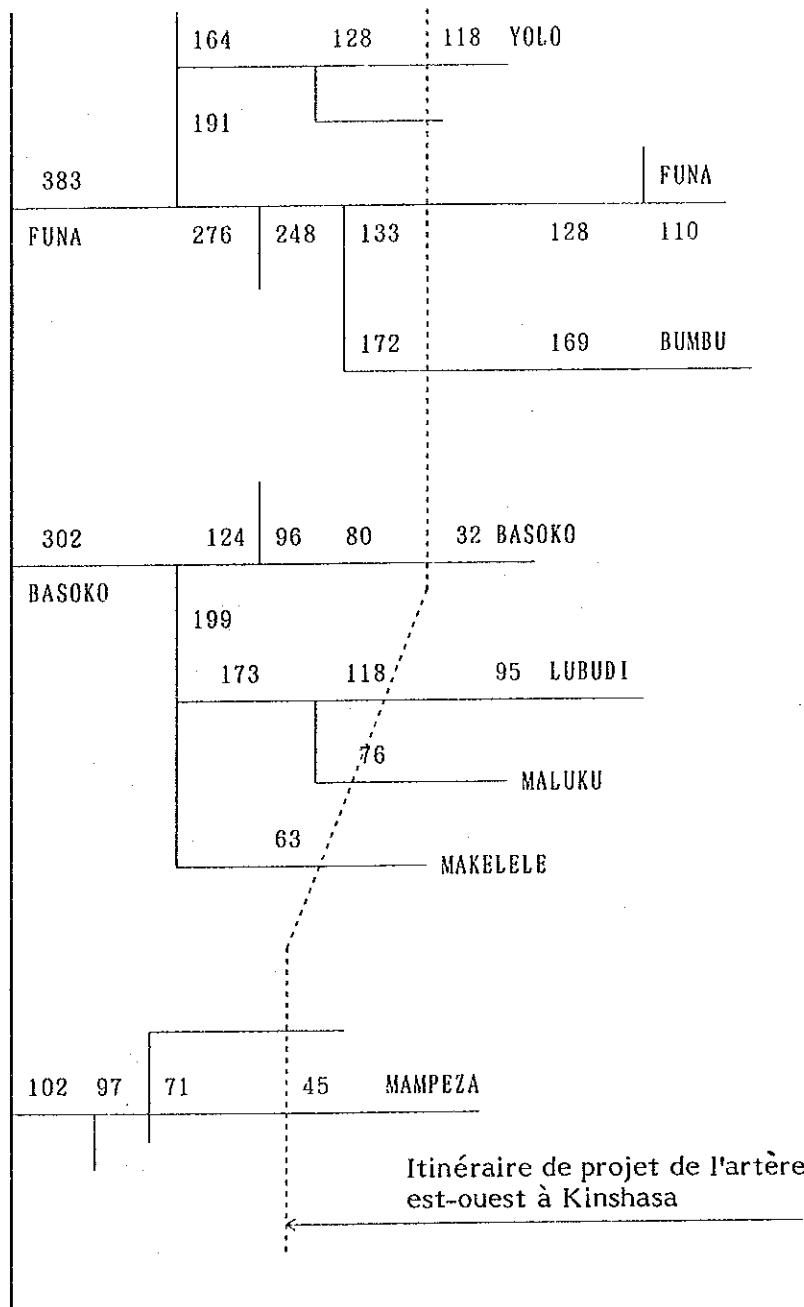 164 128 118 YOLO
191
383 FUNA
FUNA 276 248 133 128 110
172 169 BUMBU
302 124 96 80 32 BASOKO
BASOKO
199
173 118 95 LUBUDI
76
MALUKU
63
MAKELELE
102 97 71 45 MAMPEZA
Itinéraire de projet de l'artère
est-ouest à Kinshasa